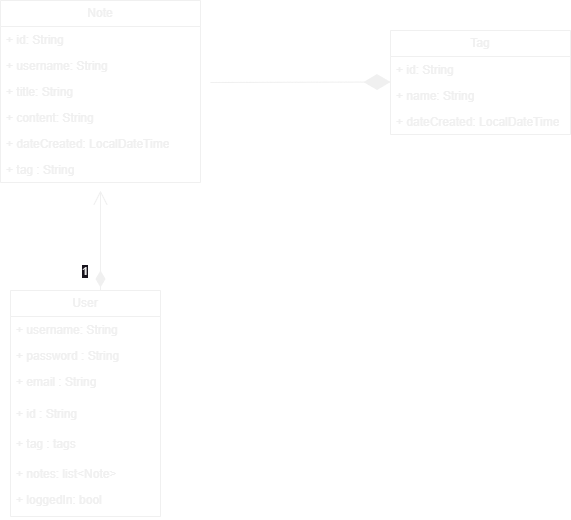 Note
+ id: String
+ username: String
+ title: String
+ content: String
+ dateCreated: LocalDateTime
+ tag : String
Tag
+ id: String
+ name: String
+ dateCreated: LocalDateTime
1
User
+ username: String
+ password : String
+ email : String
+ id : String
+ tag : tags
+ notes: list<Note>
+ loggedIn: bool